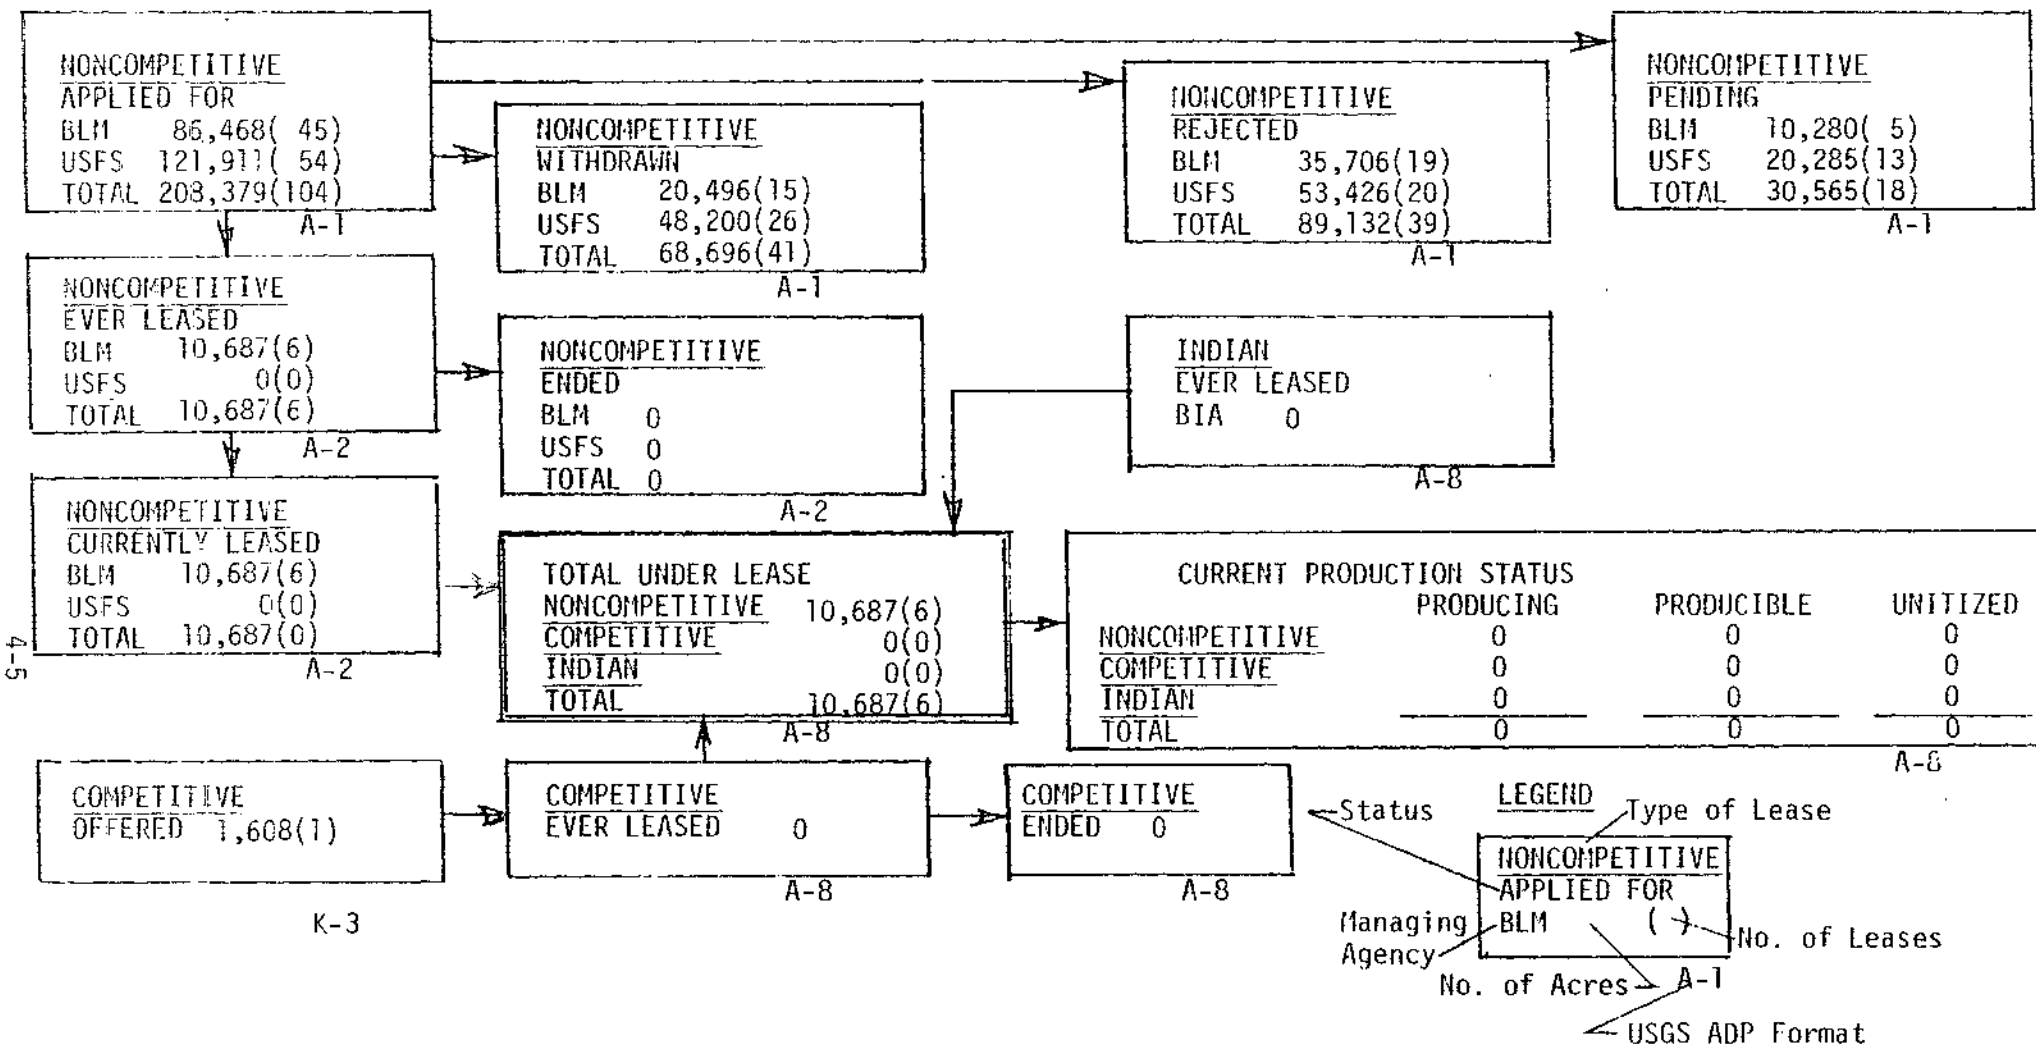 NONCOMPETITIVE
APPLIED FOR
BLM 86,468( 45)
USFS 121,911( 54)
TOTAL 208,379(104)
A-1
NONCOMPETITIVE
WITHDRAWN
BLM 20,496(15)
USFS 48,200(26)
TOTAL 68,696(41)
A-1
NONCOMPETITIVE
REJECTED
BLM 35,706(19)
USFS 53,426(20)
TOTAL 89,132(39)
A-1
NONCOMPETITIVE
PENDING
BLM 10,280( 5)
USFS 20,285(13)
TOTAL 30,565(18)
A-1
NONCOMPETITIVE
EVER LEASED
BLM 10,687(6)
USFS 0(0)
TOTAL 10,687(6)
A-2
NONCOMPETITIVE
ENDED
BLM 0
USFS 0
TOTAL 0
A-2
INDIAN
EVER LEASED
BIA 0
A-8
NONCOMPETITIVE
CURRENTLY LEASED
BLM 10,687(6)
USFS 0(0)
TOTAL 10,687(0)
A-2
TOTAL UNDER LEASE
NONCOMPETITIVE 10,687(6)
COMPETITIVE 0(0)
INDIAN 0(0)
TOTAL 10,687(6)
A-8
CURRENT PRODUCTION STATUS
PRODUCING PRODUCIBLE UNITIZED
NONCOMPETITIVE 0 0 0
COMPETITIVE 0 0 0
INDIAN 0 0 0
TOTAL 0 0 0
A-8
4-5
COMPETITIVE
OFFERED 1,608(1)
K-3
COMPETITIVE
EVER LEASED 0
A-8
COMPETITIVE
ENDED 0
A-8
LEGEND
Status
Type of Lease
NONCOMPETITIVE
APPLIED FOR
Managing
Agency
BLM ( )
No. of Leases
No. of Acres
A-1
USGS ADP Format